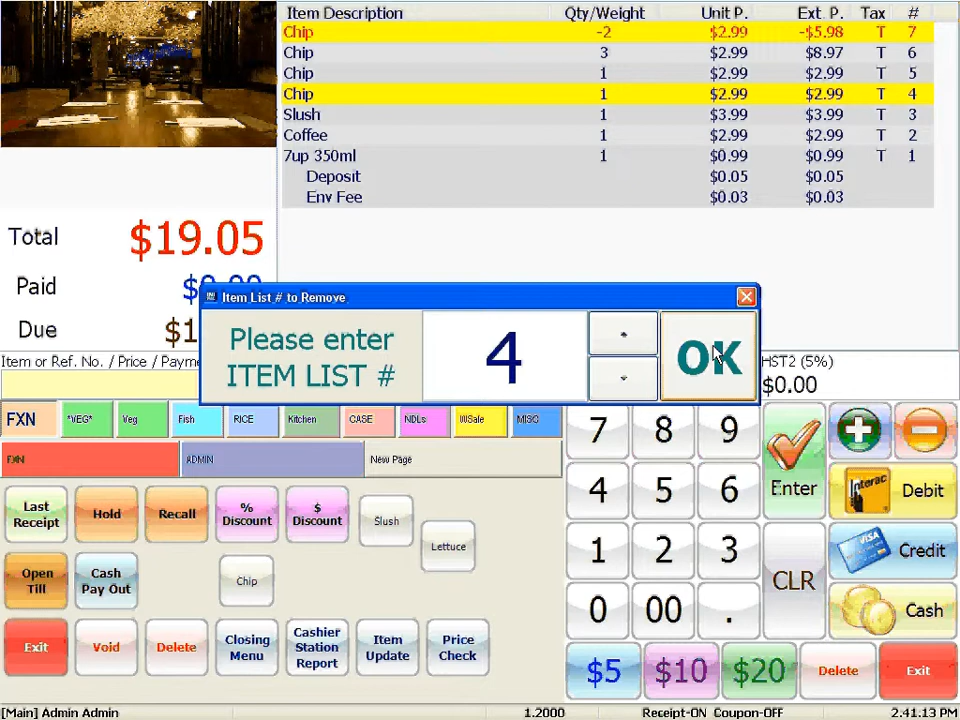 Item Description Qty/Weight Unit P. Ext. P. Tax #
Chip -2 $2.99 -$5.98 T 7
Chip 3 $2.99 $8.97 T 6
Chip 1 $2.99 $2.99 T 5
Chip 1 $2.99 $2.99 T 4
Slush 1 $3.99 $3.99 T 3
Coffee 1 $2.99 $2.99 T 2
7up 350ml 1 $0.99 $0.99 T 1
Deposit $0.05 $0.05
Env Fee $0.03 $0.03
Total $19.05
Paid
Due
Item List # to Remove
Please enter
ITEM LIST #
4
OK
Item or Ref. No. / Price /
HST2 (5%)
$0.00
FXN *VEG* Veg Fish RICE Kitchen CASE NDLs WSale MISC
FXN ADMIN New Page
Last Receipt
Hold
Recall
% Discount
$ Discount
Slush
Lettuce
Open Till
Cash Pay Out
Chip
Exit
Void
Delete
Closing Menu
Cashier Station Report
Item Update
Price Check
7 8 9
4 5 6
1 2 3
0 00 .
Enter
CLR
Interac Debit
VISA Credit
Cash
$5 $10 $20 Delete Exit
[Main] Admin Admin 1.2000 Receipt-ON Coupon-OFF 2:41:13 PM